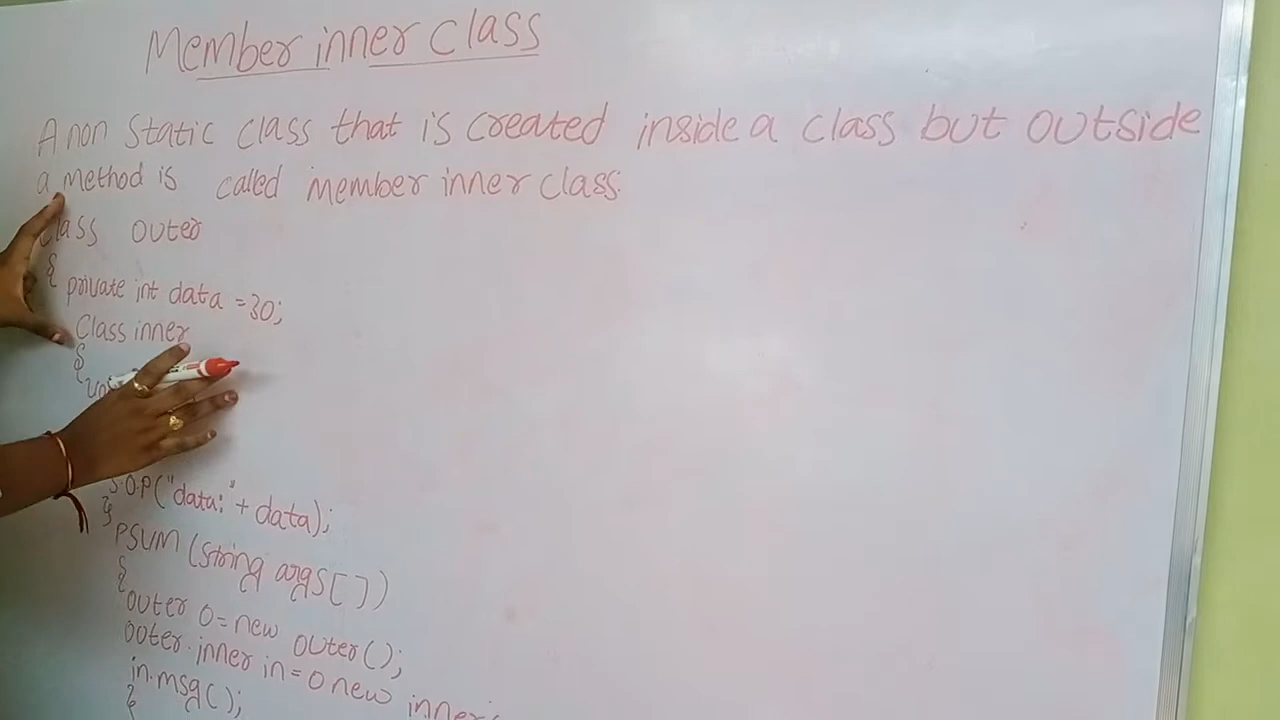 Member inner class
A non static class that is created inside a class but outside
a method is called member inner class.
class outer
{
private int data = 30;
Class inner
{
S.O.P("data:" + data);
}
PSVM (String args[])
{
outer o = new outer();
outer.inner in = o new inner(
in.msg();
}